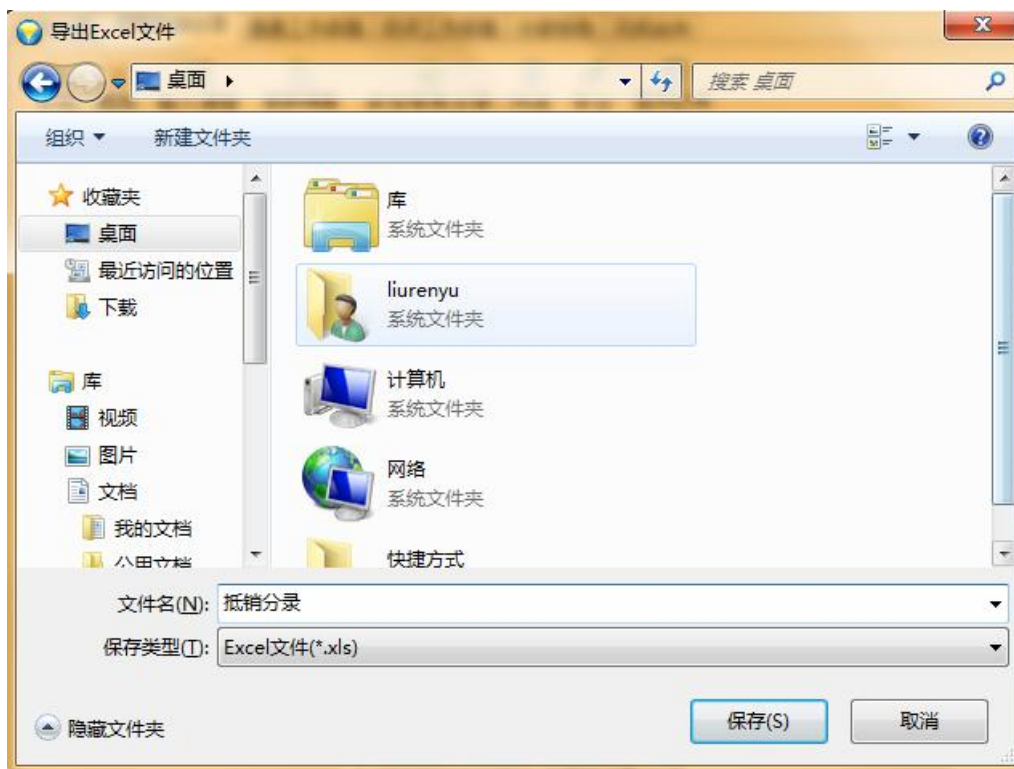 导出Excel文件
桌面
搜索 桌面
组织
新建文件夹
收藏夹
桌面
最近访问的位置
下载
库
视频
图片
文档
我的文档
公用文档
库
系统文件夹
liurenyu
系统文件夹
计算机
系统文件夹
网络
系统文件夹
快捷方式
文件名(N):
抵销分录
保存类型(T):
Excel文件(*.xls)
隐藏文件夹
保存(S)
取消